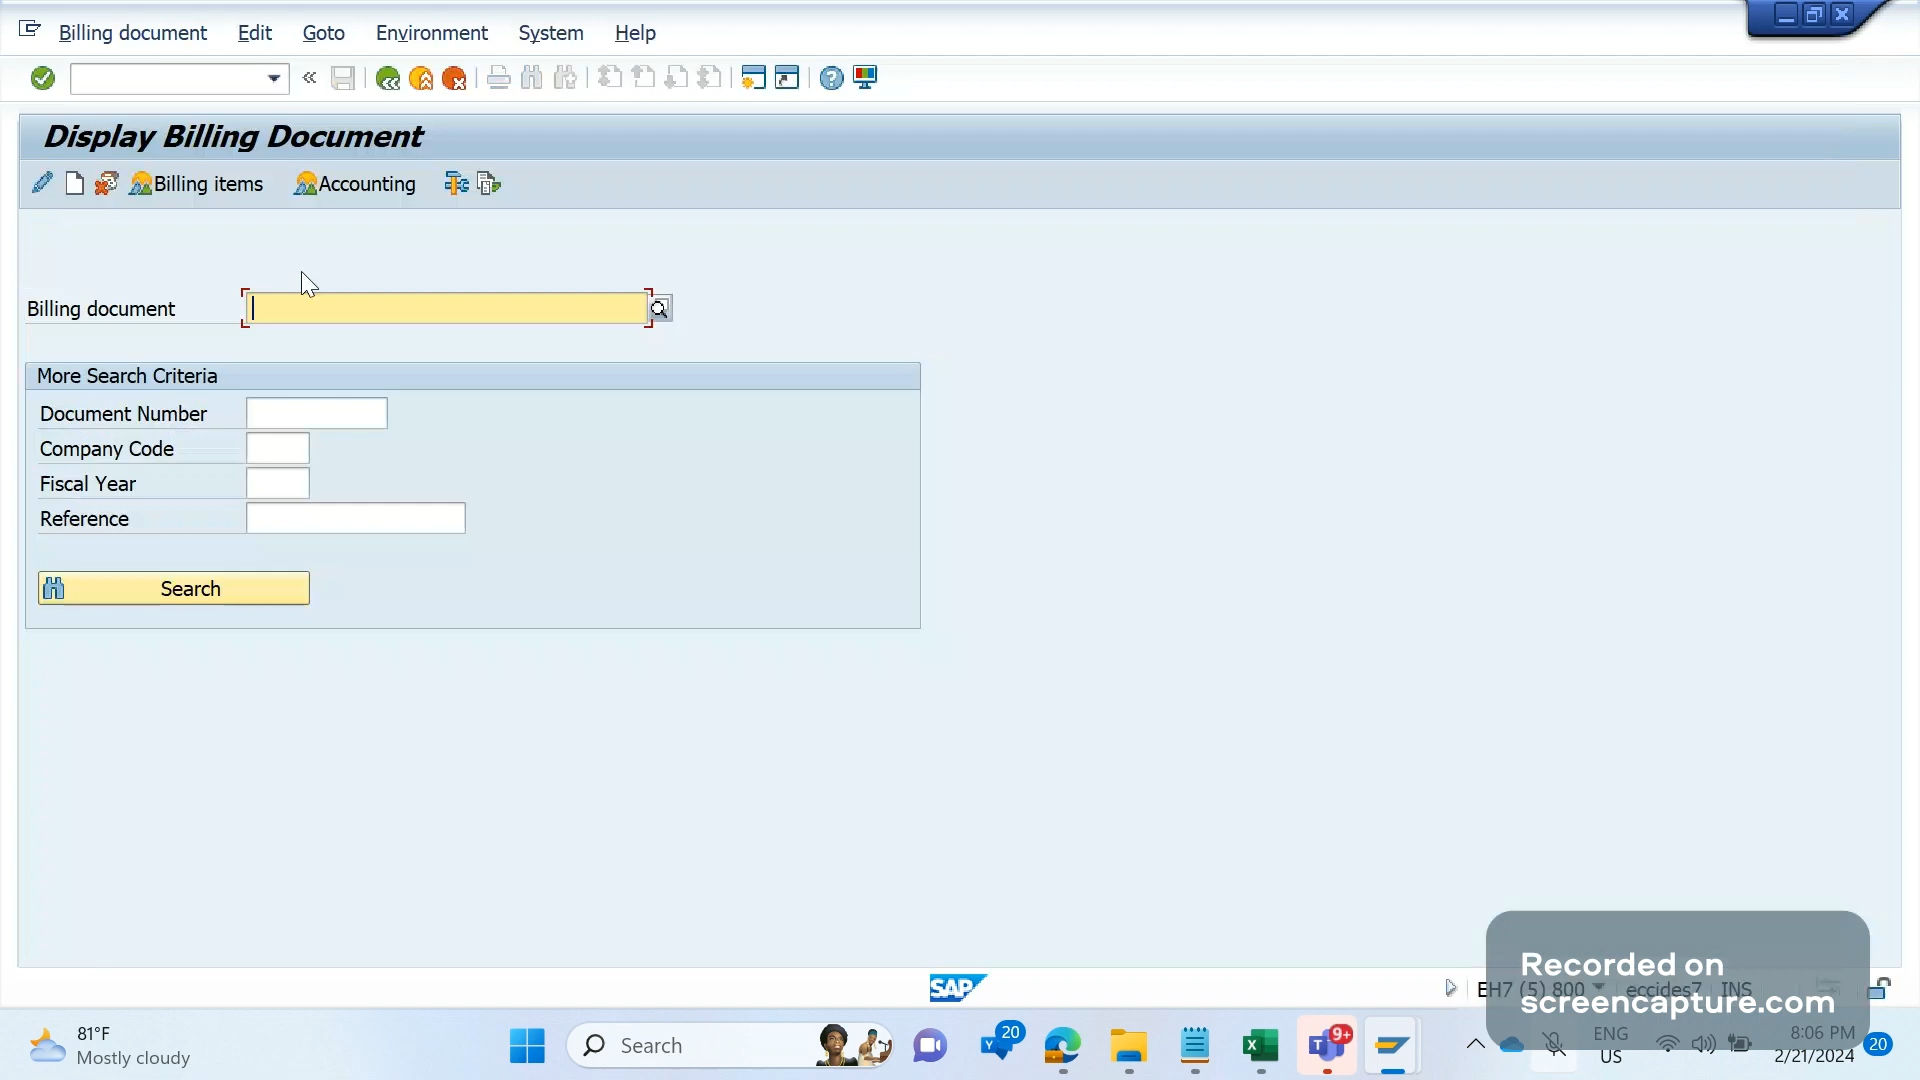 Billing document Edit Goto Environment System Help
Display Billing Document
Billing items Accounting
Billing document
More Search Criteria
Document Number
Company Code
Fiscal Year
Reference
Search
SAP
EH7 (5) 800 eccides7 INS
Recorded on
screencapture.com
81°F
Mostly cloudy
Search
20
9+
ENG
US
8:06 PM
2/21/2024
20